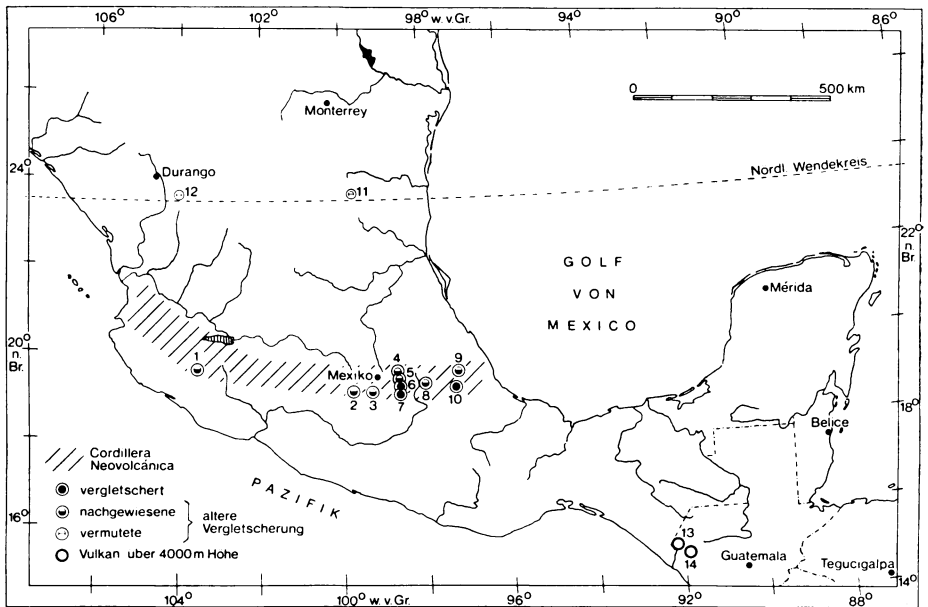 106° 102° 98° w.v.Gr. 94° 90° 86°
0 500 km
Monterrey
24°
Durango
12
11
Nordl. Wendekreis
22°
n.
Br.
GOLF
VON
MEXICO
Mérida
20°
n.
Br.
1
Mexiko
4
5
6
7
2
3
8
9
10
18°
Belice
Cordillera
Neovolcánica
vergletschert
nachgewiesene
vermutete
altere
Vergletscherung
Vulkan uber 4000 m Hohe
PAZIFIK
16°
13
14
Guatemala
Tegucigalpa
14°
104° 100° w.v.Gr. 96° 92° 88°